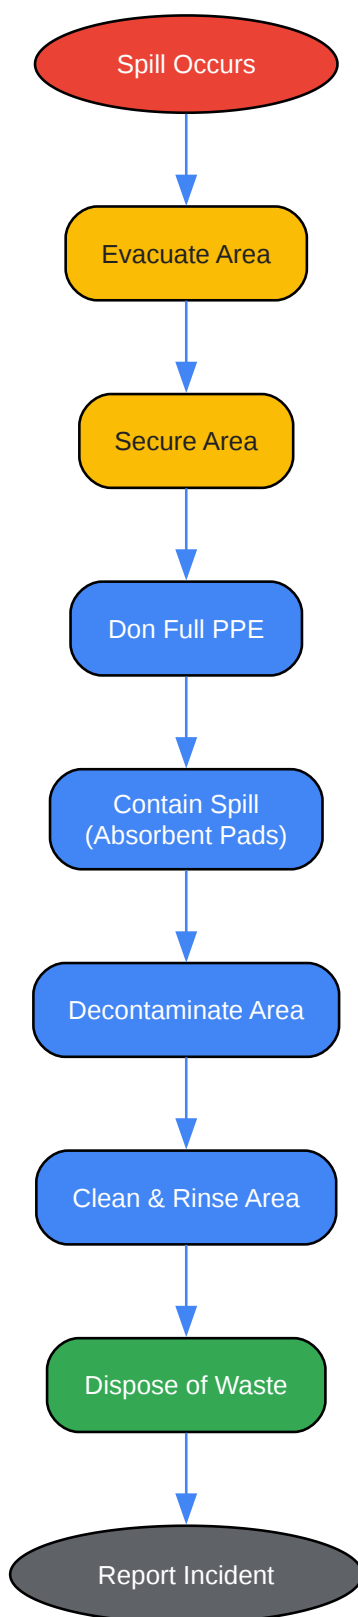 Spill Occurs
Evacuate Area
Secure Area
Don Full PPE
Contain Spill
(Absorbent Pads)
Decontaminate Area
Clean & Rinse Area
Dispose of Waste
Report Incident